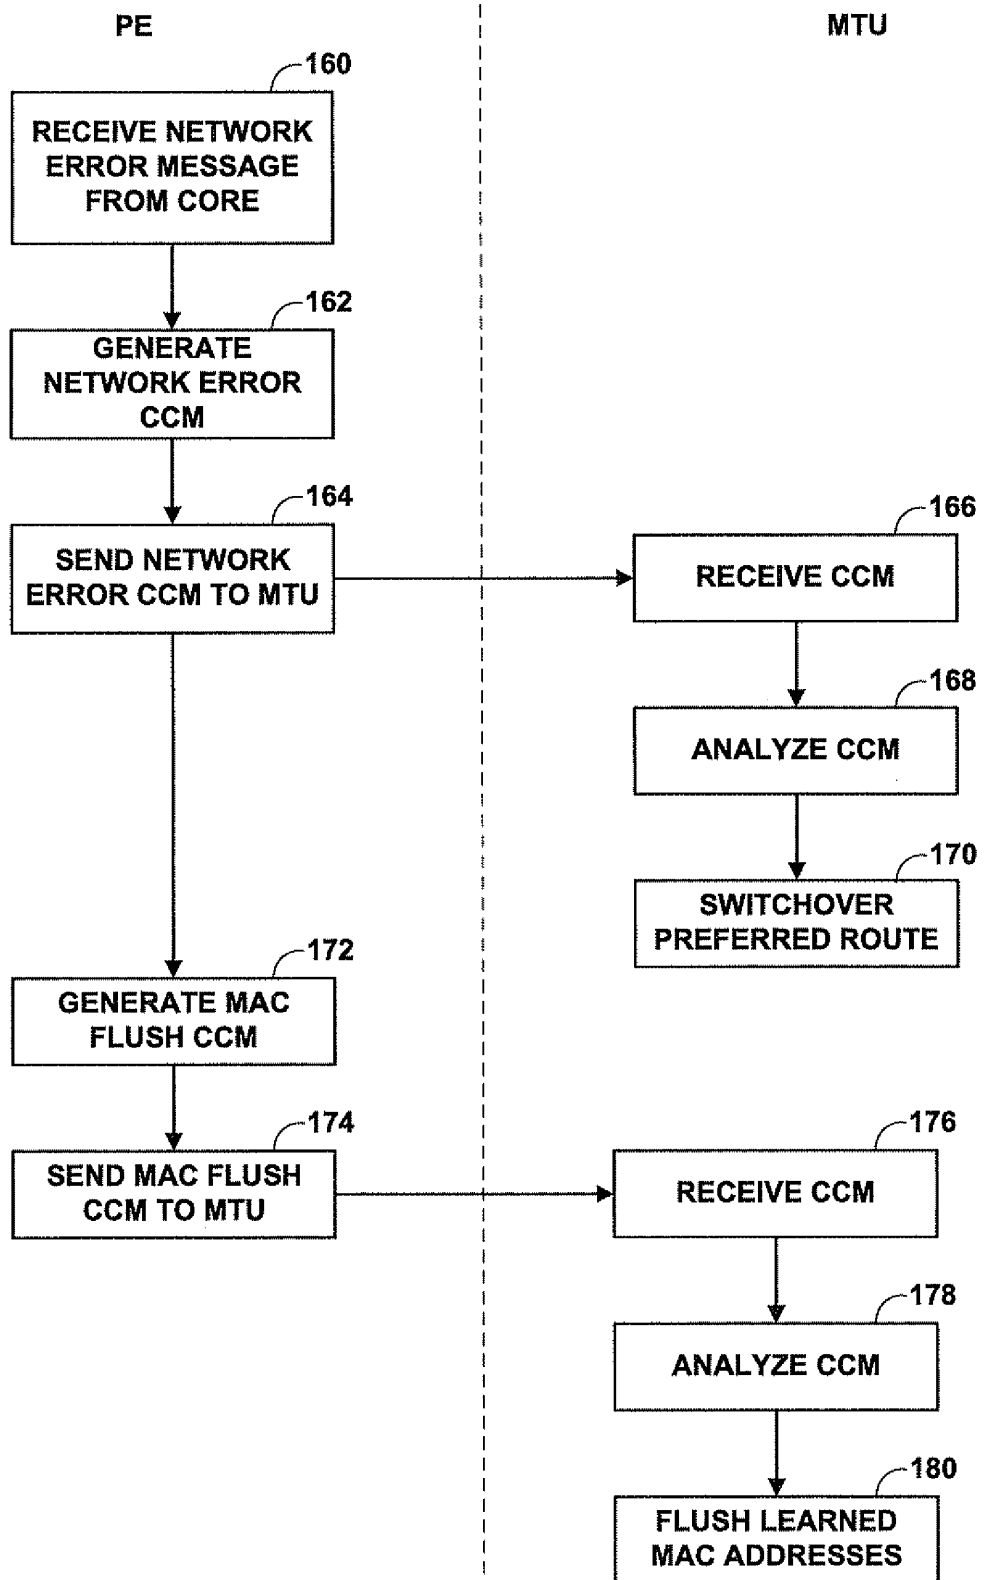 PE
MTU
160
RECEIVE NETWORK
ERROR MESSAGE
FROM CORE
162
GENERATE
NETWORK ERROR
CCM
164
SEND NETWORK
ERROR CCM TO MTU
166
RECEIVE CCM
168
ANALYZE CCM
170
SWITCHOVER
PREFERRED ROUTE
172
GENERATE MAC
FLUSH CCM
174
SEND MAC FLUSH
CCM TO MTU
176
RECEIVE CCM
178
ANALYZE CCM
180
FLUSH LEARNED
MAC ADDRESSES